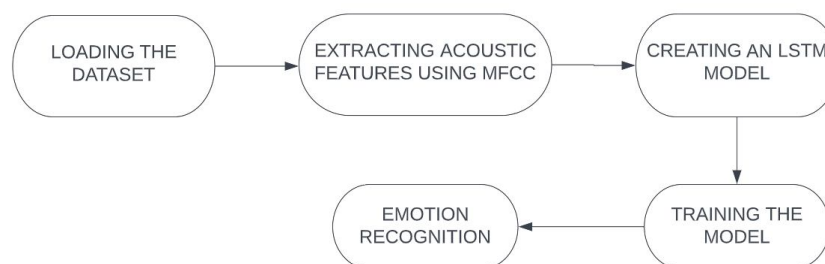 LOADING THE
DATASET
EXTRACTING ACOUSTIC
FEATURES USING MFCC
CREATING AN LSTM
MODEL
TRAINING THE
MODEL
EMOTION
RECOGNITION